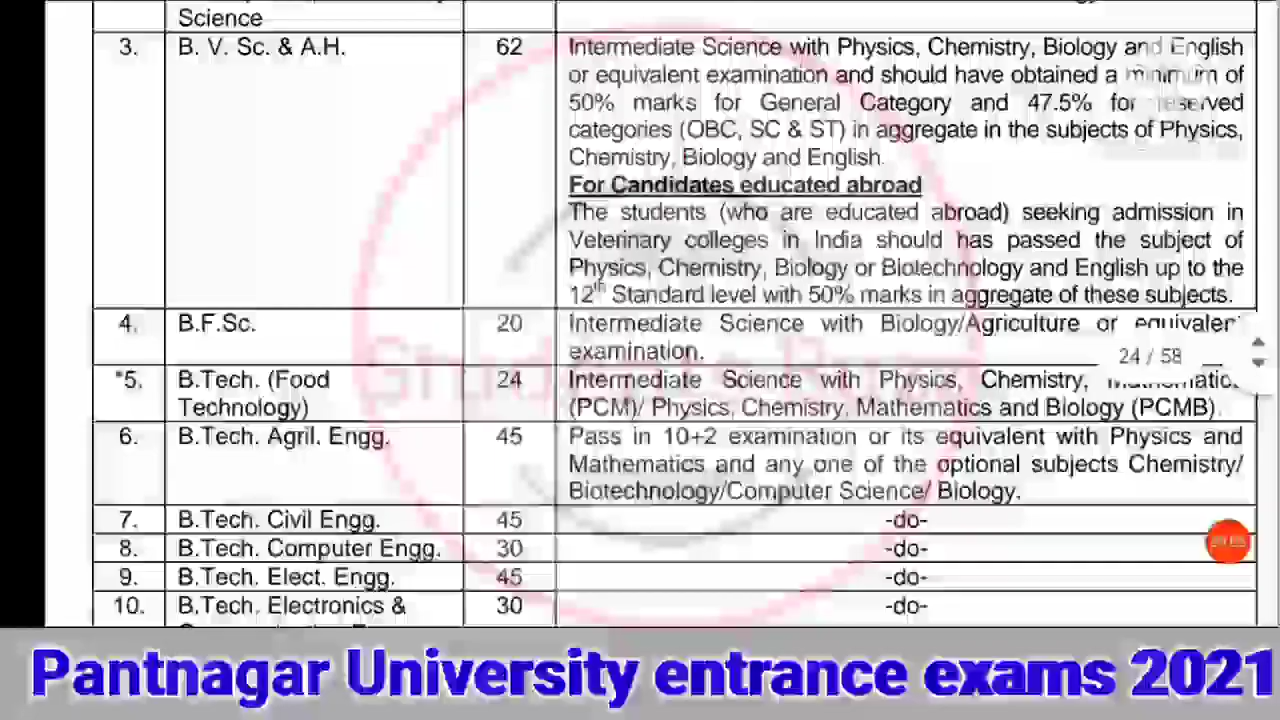 Science
3. B. V. Sc. & A.H. 62 Intermediate Science with Physics, Chemistry, Biology and English
or equivalent examination and should have obtained a minimum of
50% marks for General Category and 47.5% for reserved
categories (OBC, SC & ST) in aggregate in the subjects of Physics,
Chemistry, Biology and English.
For Candidates educated abroad
The students (who are educated abroad) seeking admission in
Veterinary colleges in India should has passed the subject of
Physics, Chemistry, Biology or Biotechnology and English up to the
12th Standard level with 50% marks in aggregate of these subjects.
4. B.F.Sc. 20 Intermediate Science with Biology/Agriculture or equivalent
examination.
24 / 58
*5. B.Tech. (Food 24 Intermediate Science with Physics, Chemistry,
Technology) (PCM)/ Physics, Chemistry, Mathematics and Biology (PCMB).
6. B.Tech. Agril. Engg. 45 Pass in 10+2 examination or its equivalent with Physics and
Mathematics and any one of the optional subjects Chemistry/
Biotechnology/Computer Science/ Biology.
7. B.Tech. Civil Engg. 45 -do-
8. B.Tech. Computer Engg. 30 -do-
9. B.Tech. Elect. Engg. 45 -do-
10. B.Tech. Electronics & 30 -do-
Pantnagar University entrance exams 2021